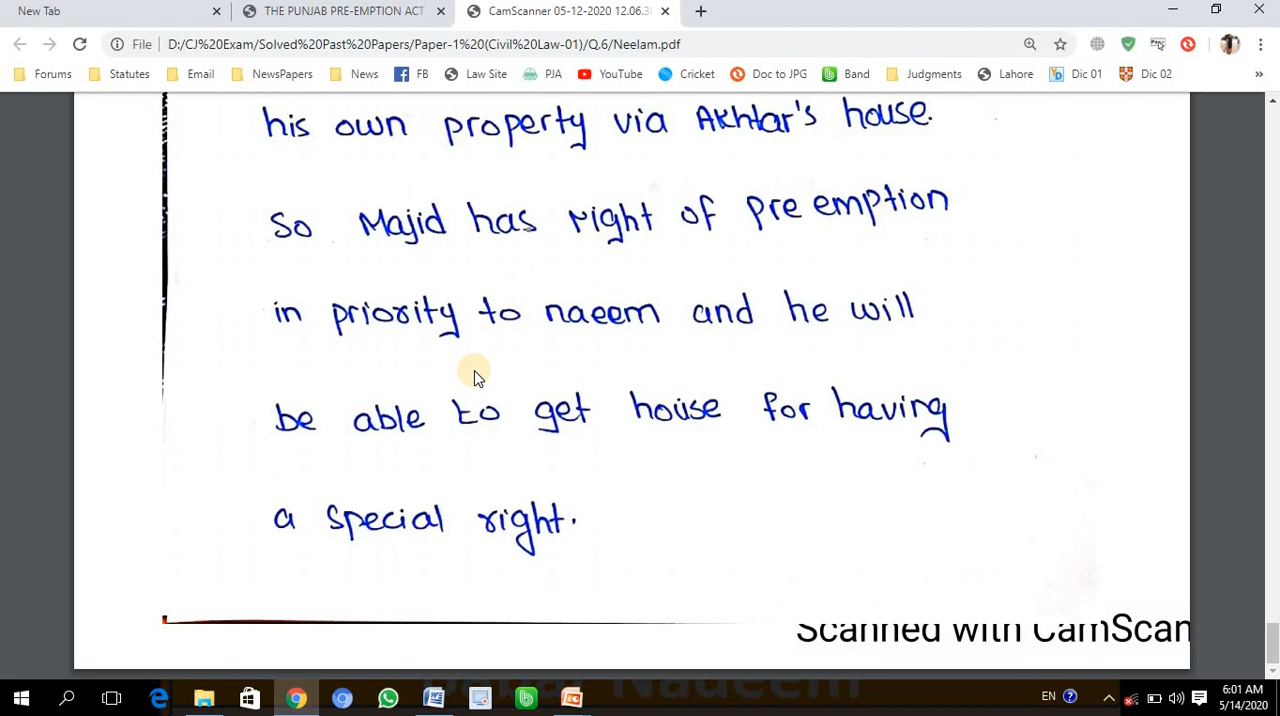 New Tab
THE PUNJAB PRE-EMPTION ACT
CamScanner 05-12-2020 12.06.30
File D:/CJ%20Exam/Solved%20Past%20Papers/Paper-1%20(Civil%20Law-01)/Q.6/Neelam.pdf
Forums Statutes Email NewsPapers News FB Law Site PJA YouTube Cricket Doc to JPG Band Judgments Lahore Dic 01 Dic 02 »
his own property via Akhtar's house.
So Majid has right of pre emption
in priority to naeem and he will
be able to get house for having
a special right.
Scanned with CamScan
EN 6:01 AM
5/14/2020